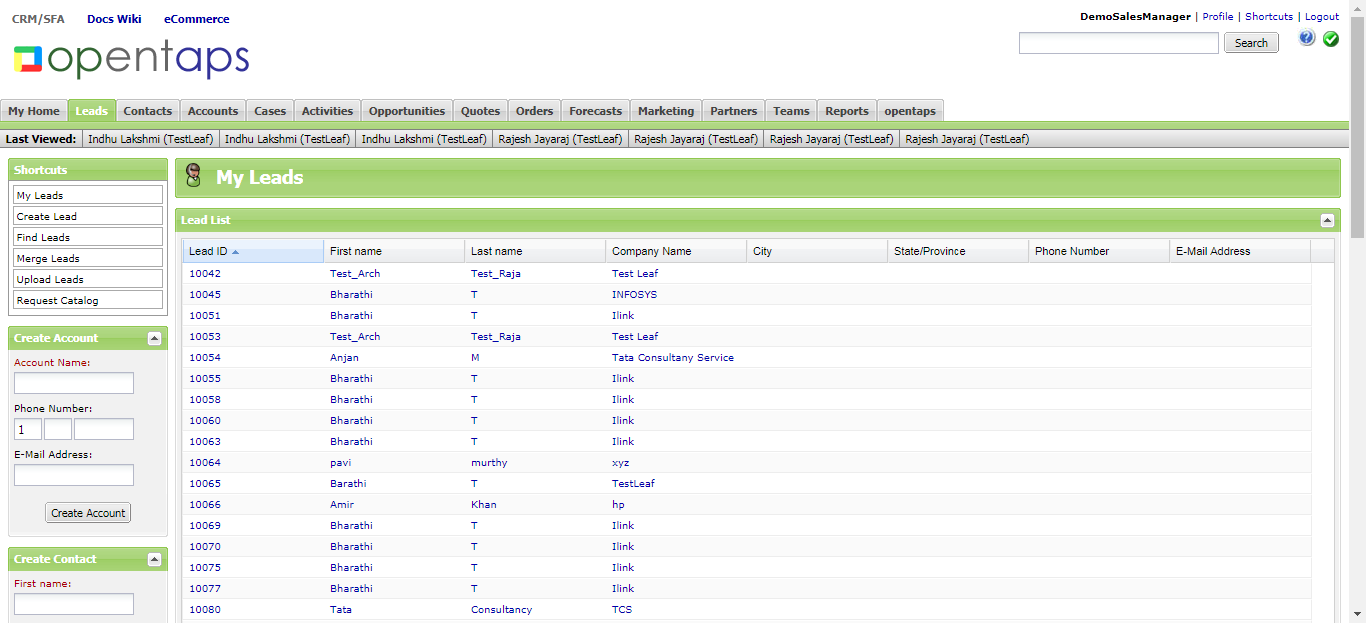 CRM/SFA Docs Wiki eCommerce
DemoSalesManager | Profile | Shortcuts | Logout
opentaps
Search
My Home Leads Contacts Accounts Cases Activities Opportunities Quotes Orders Forecasts Marketing Partners Teams Reports opentaps
Last Viewed: Indhu Lakshmi (TestLeaf) Indhu Lakshmi (TestLeaf) Indhu Lakshmi (TestLeaf) Rajesh Jayaraj (TestLeaf) Rajesh Jayaraj (TestLeaf) Rajesh Jayaraj (TestLeaf) Rajesh Jayaraj (TestLeaf)
Shortcuts
My Leads
Create Lead
Find Leads
Merge Leads
Upload Leads
Request Catalog
Create Account
Account Name:
Phone Number:
1
E-Mail Address:
Create Account
Create Contact
First name:
My Leads
Lead List
Lead ID First name Last name Company Name City State/Province Phone Number E-Mail Address
10042 Test_Arch Test_Raja Test Leaf
10045 Bharathi T INFOSYS
10051 Bharathi T Ilink
10053 Test_Arch Test_Raja Test Leaf
10054 Anjan M Tata Consultany Service
10055 Bharathi T Ilink
10058 Bharathi T Ilink
10060 Bharathi T Ilink
10063 Bharathi T Ilink
10064 pavi murthy xyz
10065 Barathi T TestLeaf
10066 Amir Khan hp
10069 Bharathi T Ilink
10070 Bharathi T Ilink
10075 Bharathi T Ilink
10077 Bharathi T Ilink
10080 Tata Consultancy TCS